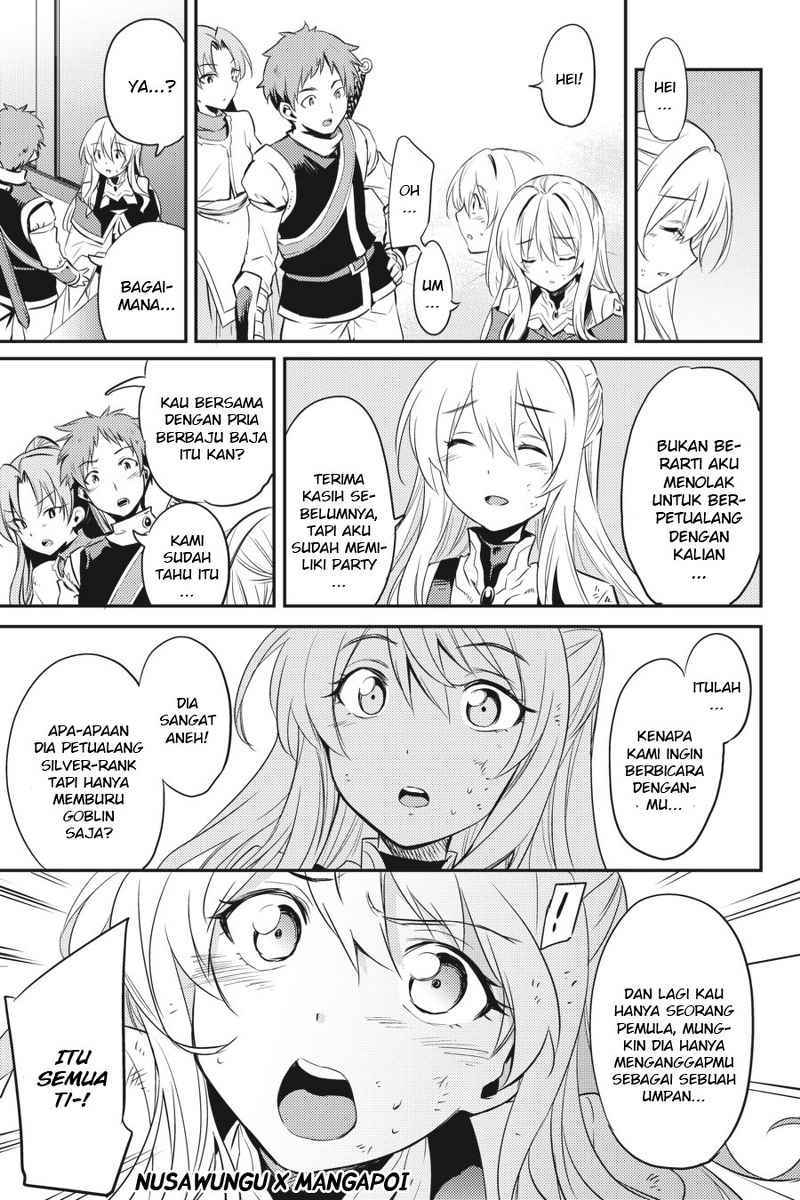 HEI
...
HEI!
OH
...
UM
...
YA...?
BAGAI-
MANA...
BUKAN BE-
RARTI AKU
MENOLAK
UNTUK BER-
PETUALANG
DENGAN
KALIAN
...
TERIMA
KASIH SE-
BELUMNYA,
TAPI AKU
SUDAH MEMI-
LIKI PARTY
...
KAU BERSAMA
DENGAN PRIA
BERBAJU BAJA
ITU KAN?
KAMI
SUDAH
TAHU ITU
...
ITULAH
...
KENAPA
KAMI INGIN
BERBICARA
DENGAN-
MU...
DIA
SANGAT
ANEH!
APA-APAAN
DIA PETUALANG
SILVER-RANK
TAPI HANYA
MEMBURU
GOBLIN
SAJA?
!
DAN LAGI KAU
HANYA SEORANG
PEMULA, MUNG-
KIN DIA HANYA
MENGANGGAPMU
SEBAGAI SEBUAH
UMPAN...
ITU
SEMUA
TI-!
NUSAWUNGU X MANGAPOI